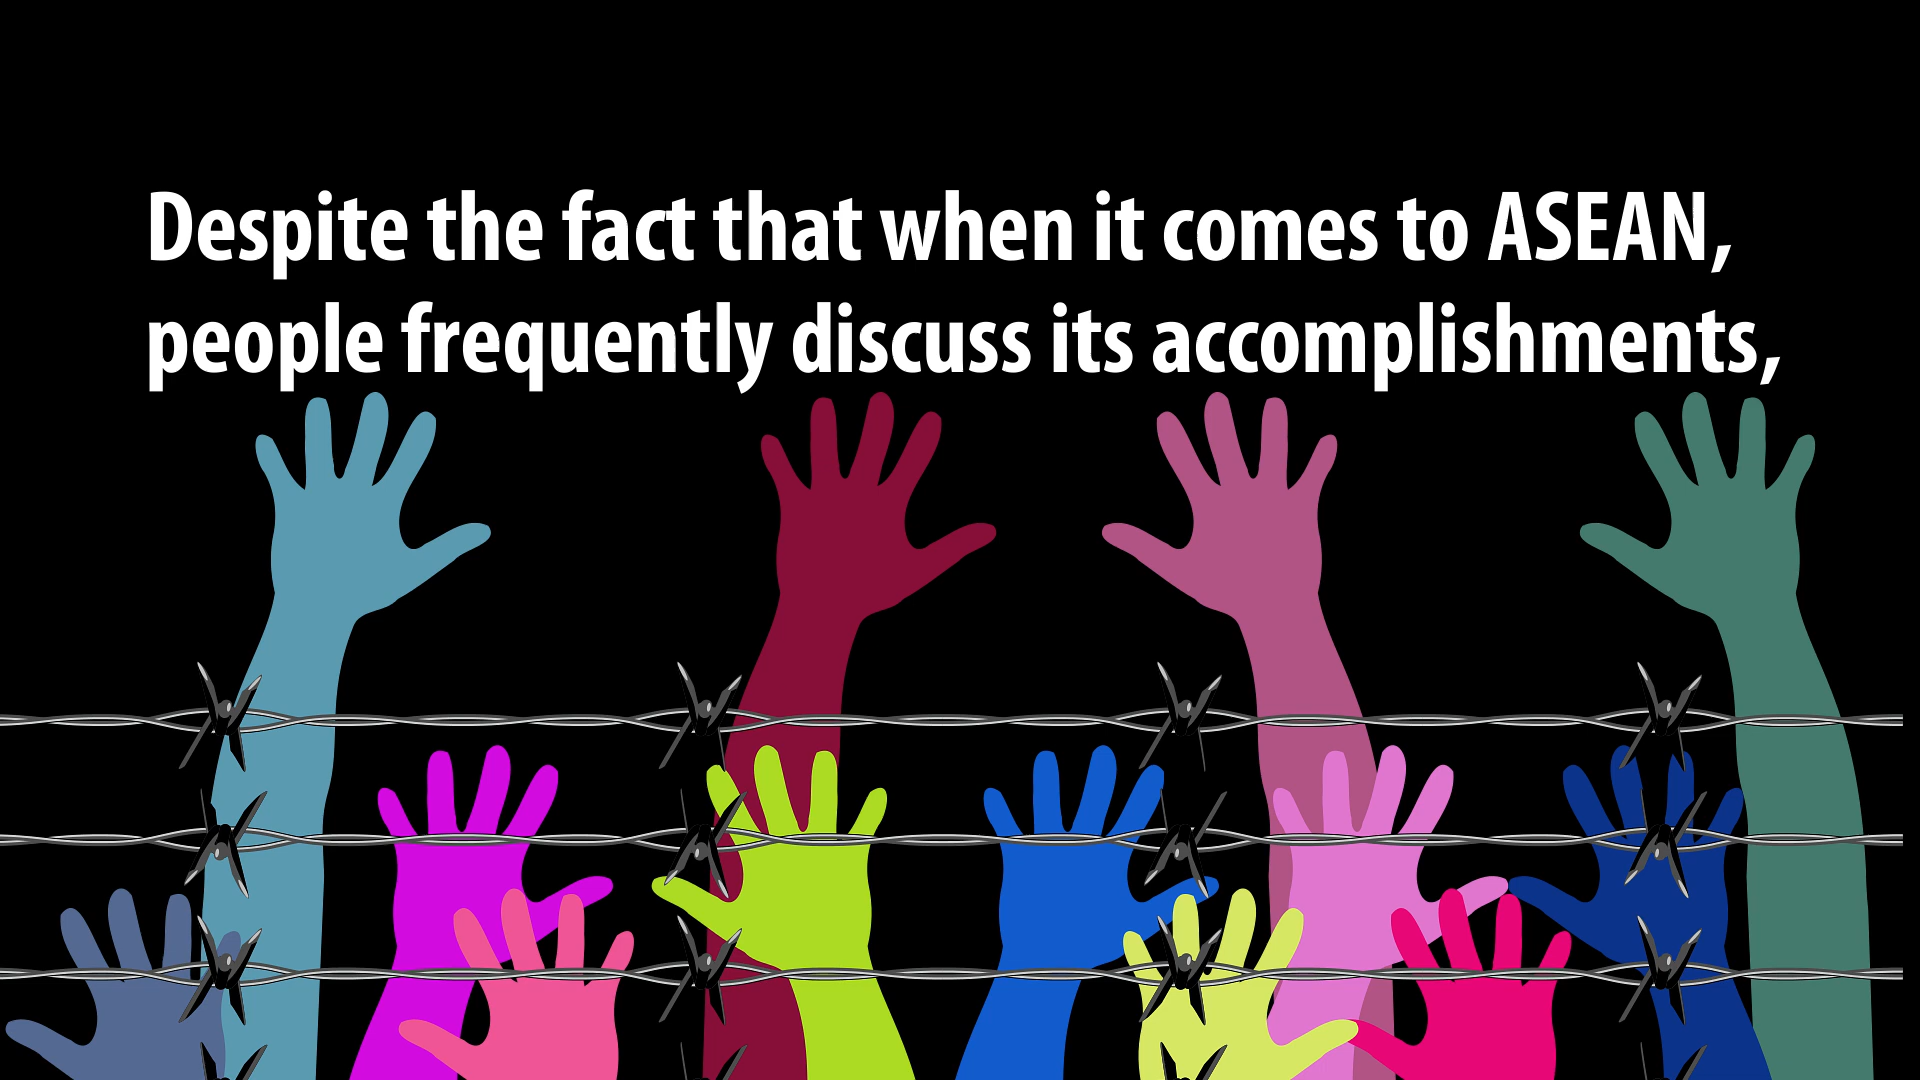 Despite the fact that when it comes to ASEAN,
people frequently discuss its accomplishments,